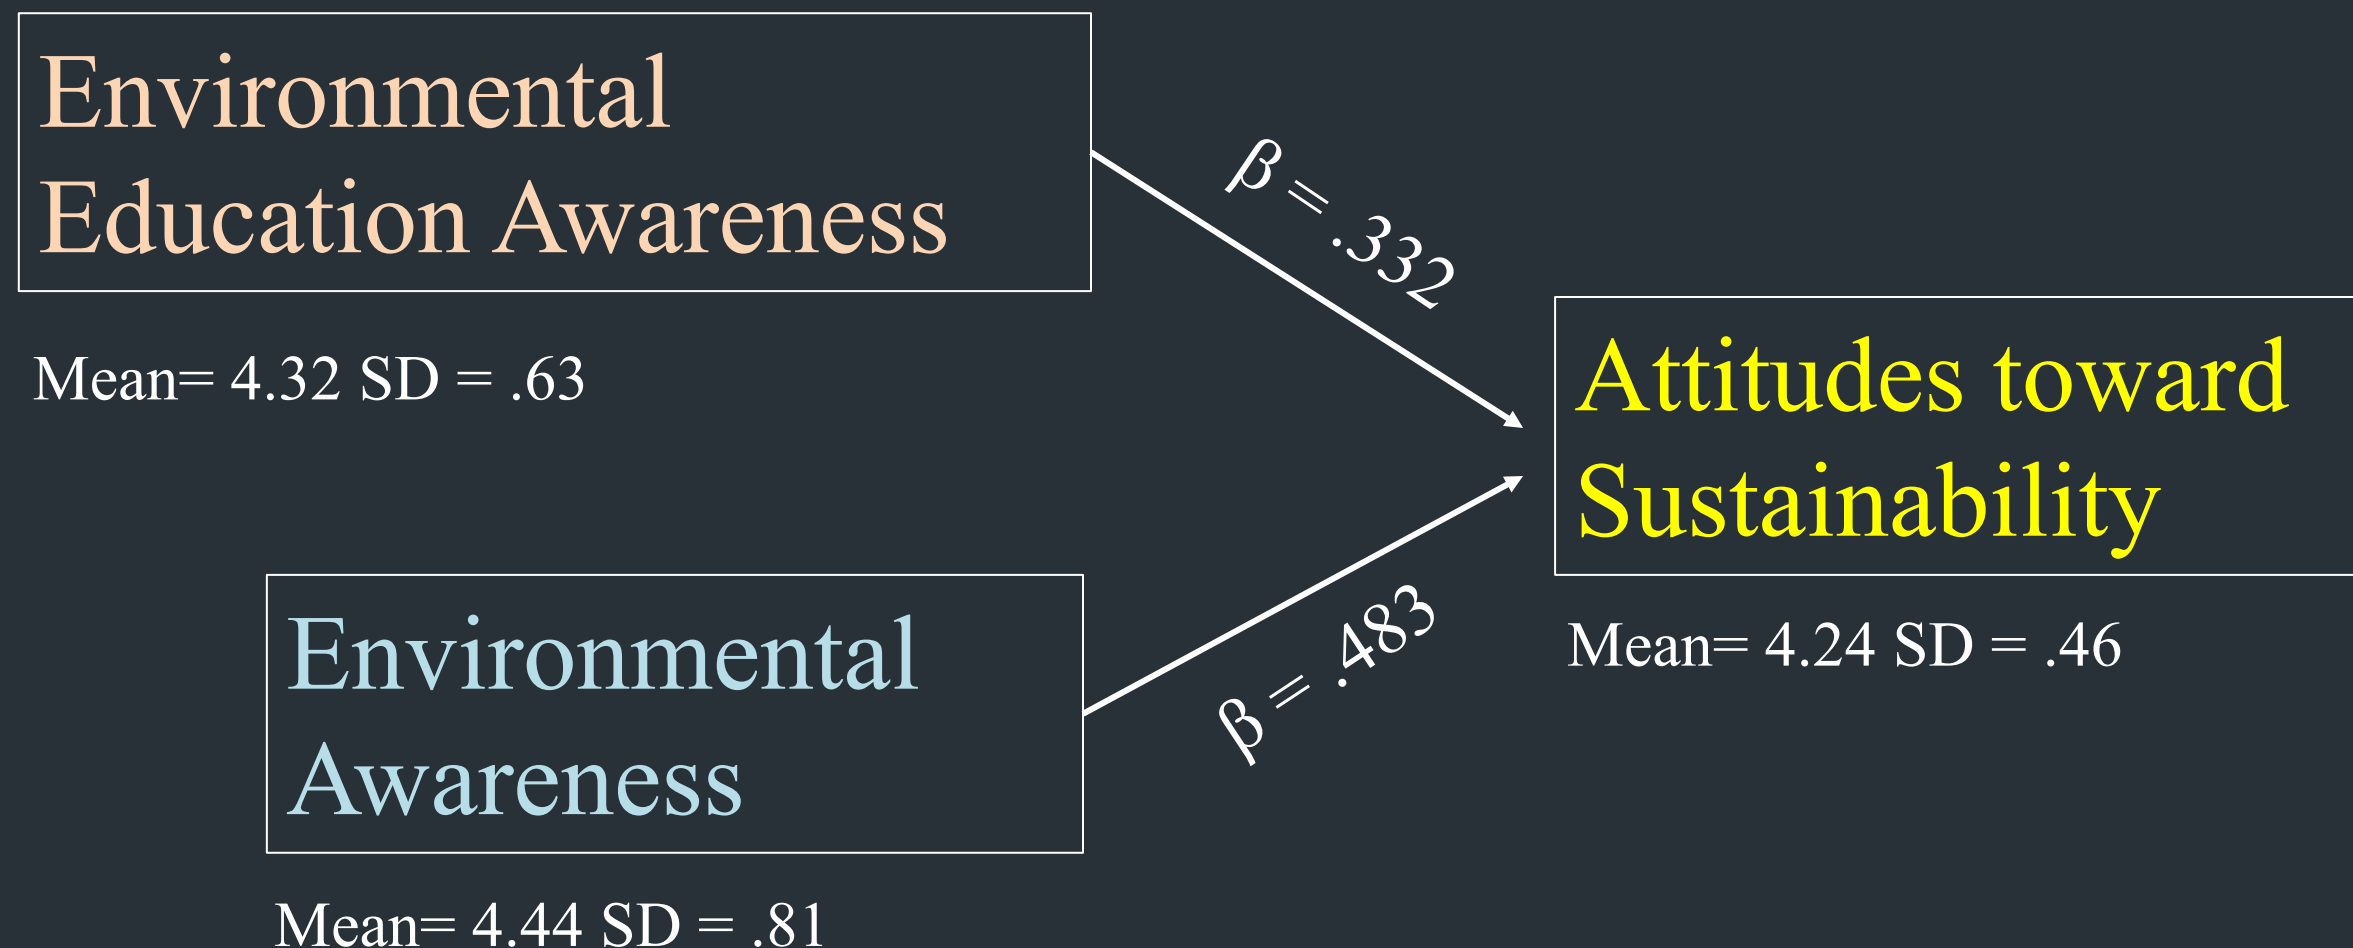 Environmental
Education Awareness
Mean= 4.32 SD = .63
β = .332
Attitudes toward
Sustainability
Mean= 4.24 SD = .46
β = .483
Environmental
Awareness
Mean= 4.44 SD = .81